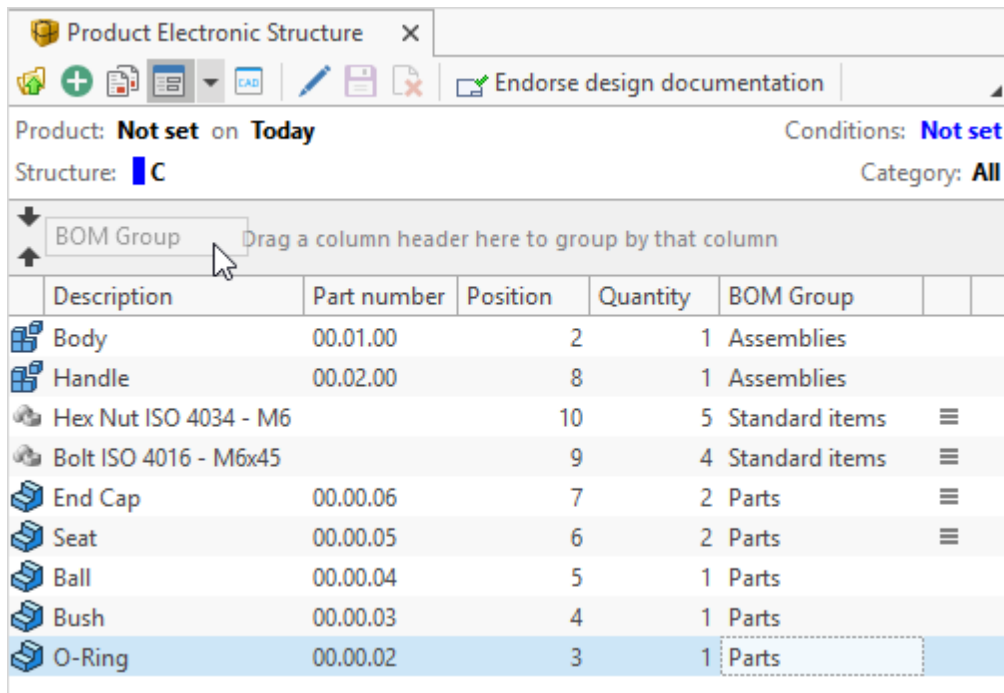 Product Electronic Structure
CAD Endorse design documentation
Product: Not set on Today Conditions: Not set
Structure: C Category: All
BOM Group Drag a column header here to group by that column
Description Part number Position Quantity BOM Group
Body 00.01.00 2 1 Assemblies
Handle 00.02.00 8 1 Assemblies
Hex Nut ISO 4034 - M6 10 5 Standard items
Bolt ISO 4016 - M6x45 9 4 Standard items
End Cap 00.00.06 7 2 Parts
Seat 00.00.05 6 2 Parts
Ball 00.00.04 5 1 Parts
Bush 00.00.03 4 1 Parts
O-Ring 00.00.02 3 1 Parts